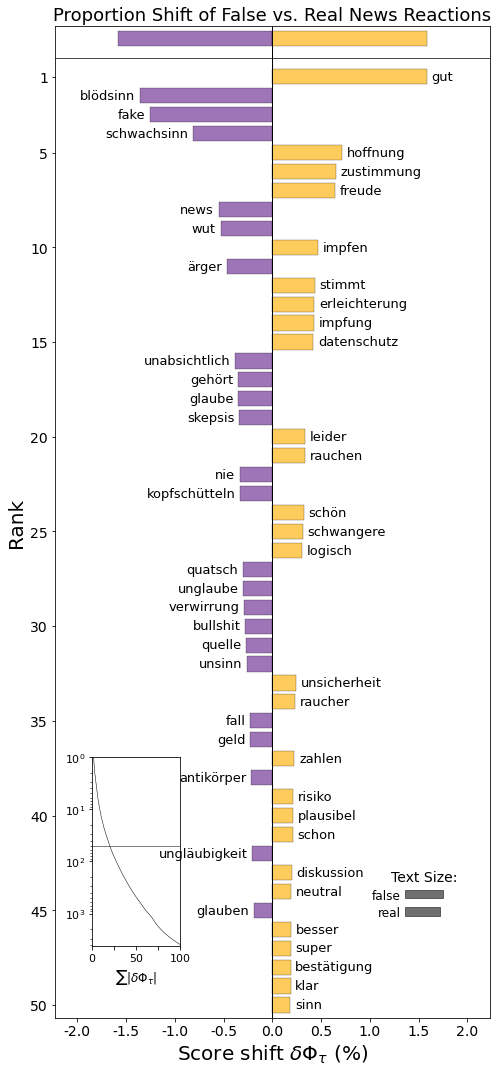 Proportion Shift of False vs. Real News Reactions
1
gut
blödsinn
fake
schwachsinn
5
hoffnung
zustimmung
freude
news
wut
10
impfen
ärger
stimmt
erleichterung
impfung
15
datenschutz
unabsichtlich
gehört
glaube
skepsis
20
leider
rauchen
nie
kopfschütteln
schön
25
schwangere
logisch
quatsch
unglaube
verwirrung
30
bullshit
quelle
unsinn
unsicherheit
raucher
35
fall
geld
zahlen
antikörper
risiko
40
plausibel
schon
ungläubigkeit
diskussion
neutral
45
glauben
besser
super
bestätigung
klar
50
sinn
Rank
10⁰
10¹
10²
10³
0 50 100
∑|δΦτ|
Text Size:
false
real
-2.0 -1.5 -1.0 -0.5 0.0 0.5 1.0 1.5 2.0
Score shift δΦτ (%)